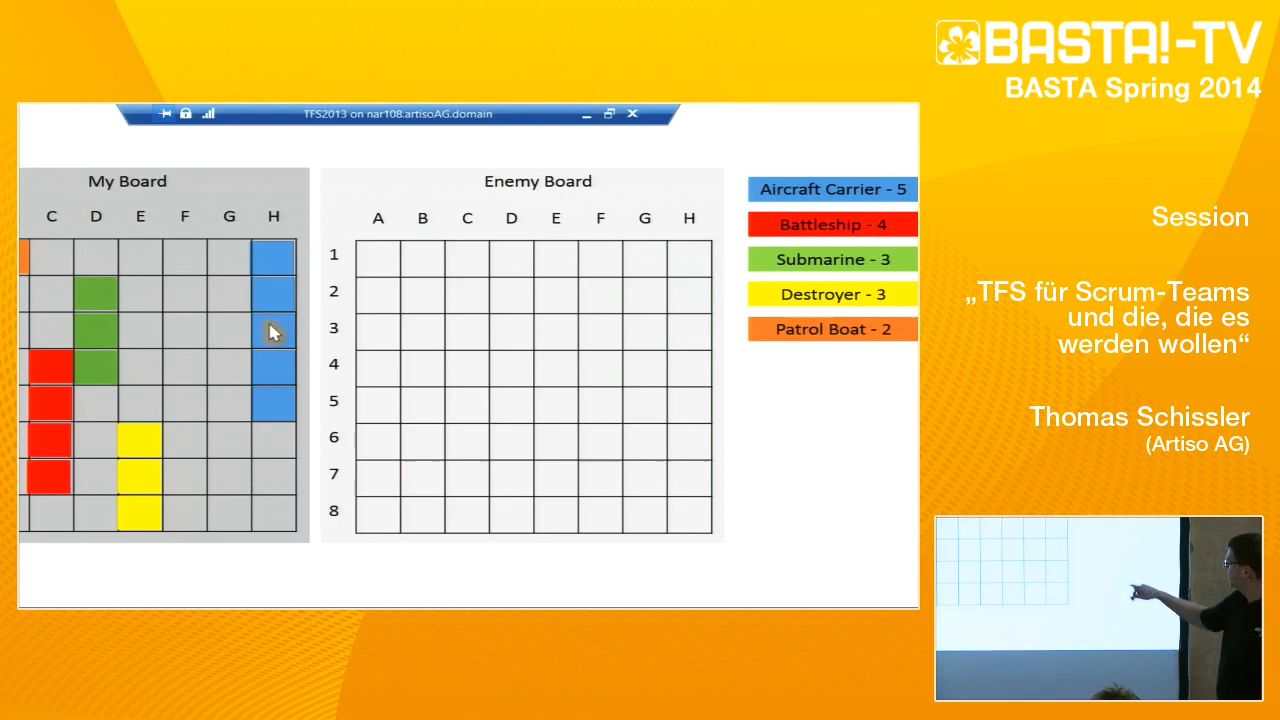 BASTA!-TV
BASTA Spring 2014
TFS2013 on nar108.artisoAG.domain
My Board
C D E F G H
Enemy Board
A B C D E F G H
1
2
3
4
5
6
7
8
Aircraft Carrier - 5
Battleship - 4
Submarine - 3
Destroyer - 3
Patrol Boat - 2
Session
„TFS für Scrum-Teams
und die, die es
werden wollen“
Thomas Schissler
(Artiso AG)